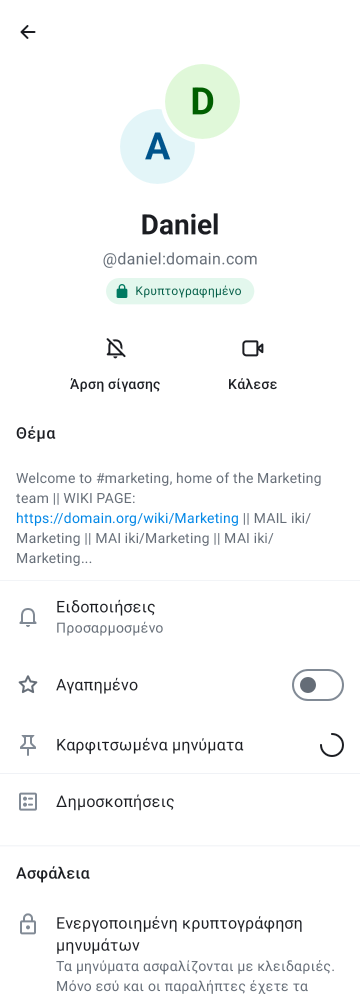 D
A
Daniel
@daniel:domain.com
Κρυπτογραφημένο
Άρση σίγασης
Κάλεσε
Θέμα
Welcome to #marketing, home of the Marketing
team || WIKI PAGE:
https://domain.org/wiki/Marketing || MAIL iki/
Marketing || MAI iki/Marketing || MAI iki/
Marketing...
Ειδοποιήσεις
Προσαρμοσμένο
Αγαπημένο
Καρφιτσωμένα μηνύματα
Δημοσκοπήσεις
Ασφάλεια
Ενεργοποιημένη κρυπτογράφηση
μηνυμάτων
Τα μηνύματα ασφαλίζονται με κλειδαριές.
Μόνο εσύ και οι παραλήπτες έχετε τα